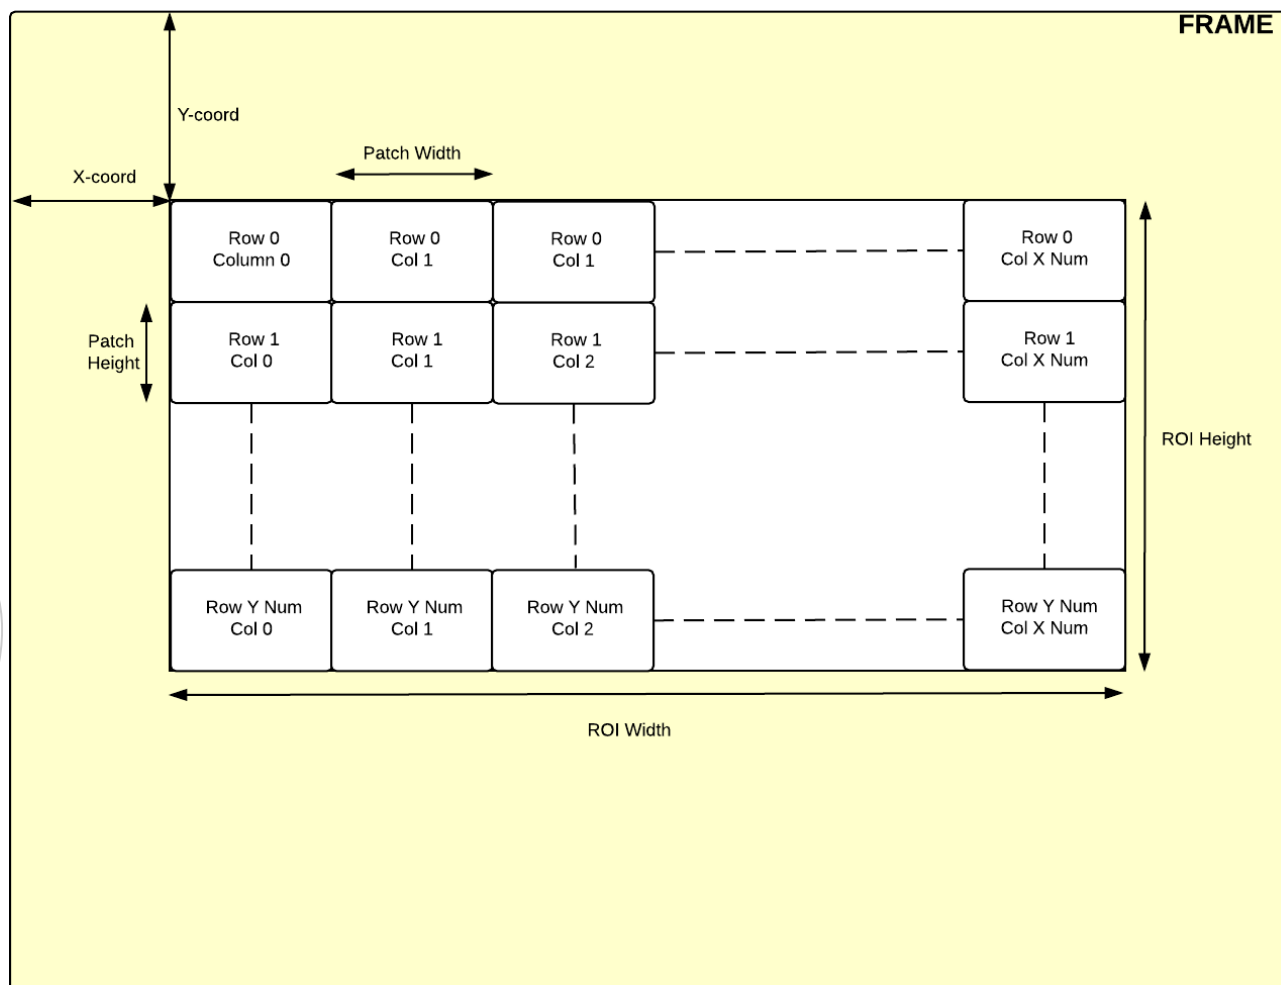 FRAME
Y-coord
Patch Width
X-coord
Row 0
Column 0
Row 0
Col 1
Row 0
Col 1
Row 0
Col X Num
Patch
Height
Row 1
Col 0
Row 1
Col 1
Row 1
Col 2
Row 1
Col X Num
ROI Height
Row Y Num
Col 0
Row Y Num
Col 1
Row Y Num
Col 2
Row Y Num
Col X Num
ROI Width